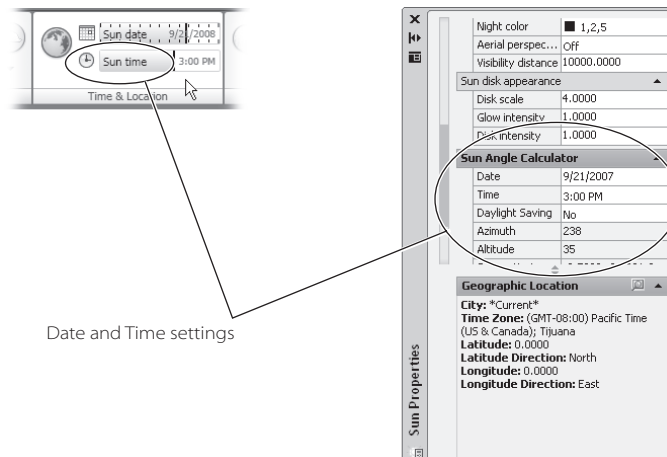 Sun date 9/2 /2008
Sun time 3:00 PM
Time & Location
Date and Time settings
Night color 1,2,5
Aerial perspec... Off
Visibility distance 10000.0000
Sun disk appearance
Disk scale 4.0000
Glow intensity 1.0000
Disk intensity 1.0000
Sun Angle Calculator
Date 9/21/2007
Time 3:00 PM
Daylight Saving No
Azimuth 238
Altitude 35
Geographic Location
City: *Current*
Time Zone: (GMT-08:00) Pacific Time
(US & Canada); Tijuana
Latitude: 0.0000
Latitude Direction: North
Longitude: 0.0000
Longitude Direction: East
Sun Properties